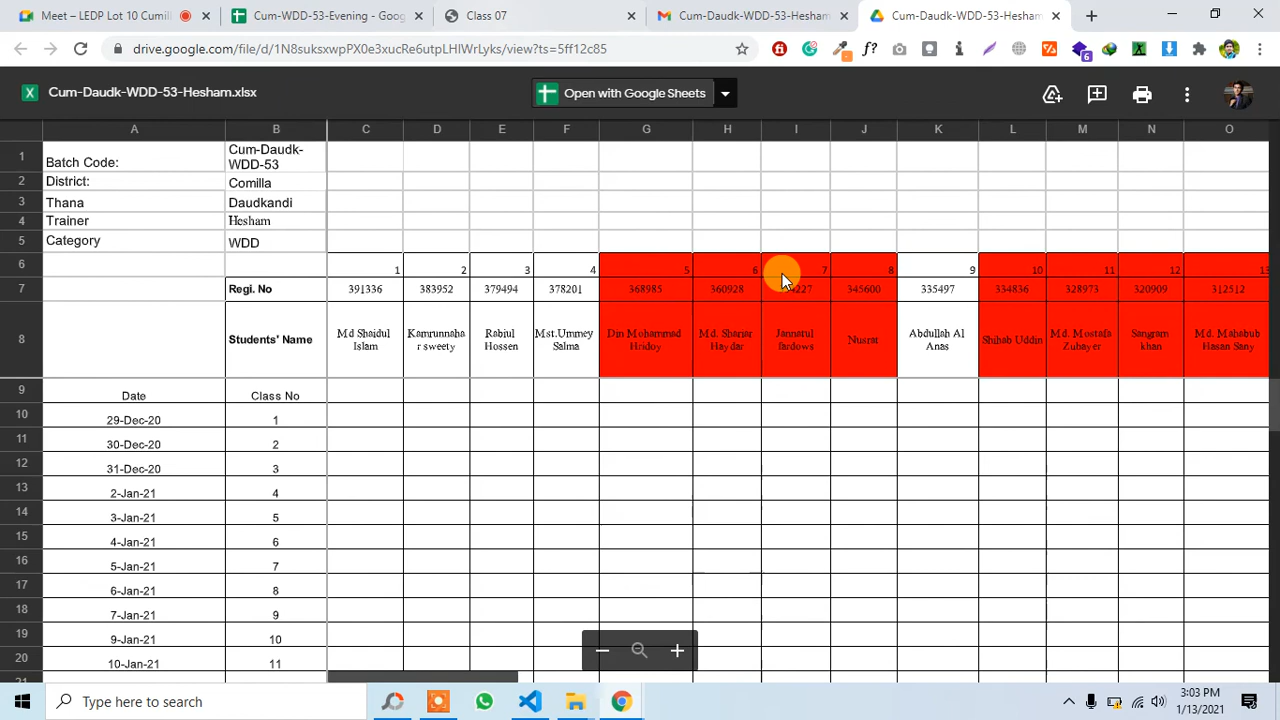 Meet – LEDP Lot 10 Cumill
Cum-WDD-53-Evening - Goog
Class 07
Cum-Daudk-WDD-53-Hesham
Cum-Daudk-WDD-53-Hesham
drive.google.com/file/d/1N8suksxwPX0e3xucRe6utpLHIWrLyks/view?ts=5ff12c85
f?
6
X Cum-Daudk-WDD-53-Hesham.xlsx
Open with Google Sheets
A B C D E F G H I J K L M N O
1 Batch Code: Cum-Daudk-
WDD-53
2 District: Comilla
3 Thana Daudkandi
4 Trainer Hesham
5 Category WDD
6 1 2 3 4 5 6 7 8 9 10 11 12 13
7 Regi. No 391336 383952 379494 378201 368985 360928 227 345600 335497 334836 328973 320909 312512
8 Students' Name Md Shaidul Islam Kamrunnaha r sweety Rabiul Hossen Mst.Ummey Salma Din Mohammad Hridoy Md. Shariar Haydar Jannatul fardows Nusrat Abdullah Al Anas Shihab Uddin Md. Mostafa Zubayer Sangram khan Md. Mahabub Hasan Sany
9 Date Class No
10 29-Dec-20 1
11 30-Dec-20 2
12 31-Dec-20 3
13 2-Jan-21 4
14 3-Jan-21 5
15 4-Jan-21 6
16 5-Jan-21 7
17 6-Jan-21 8
18 7-Jan-21 9
19 9-Jan-21 10
20 10-Jan-21 11
Type here to search
3:03 PM
1/13/2021